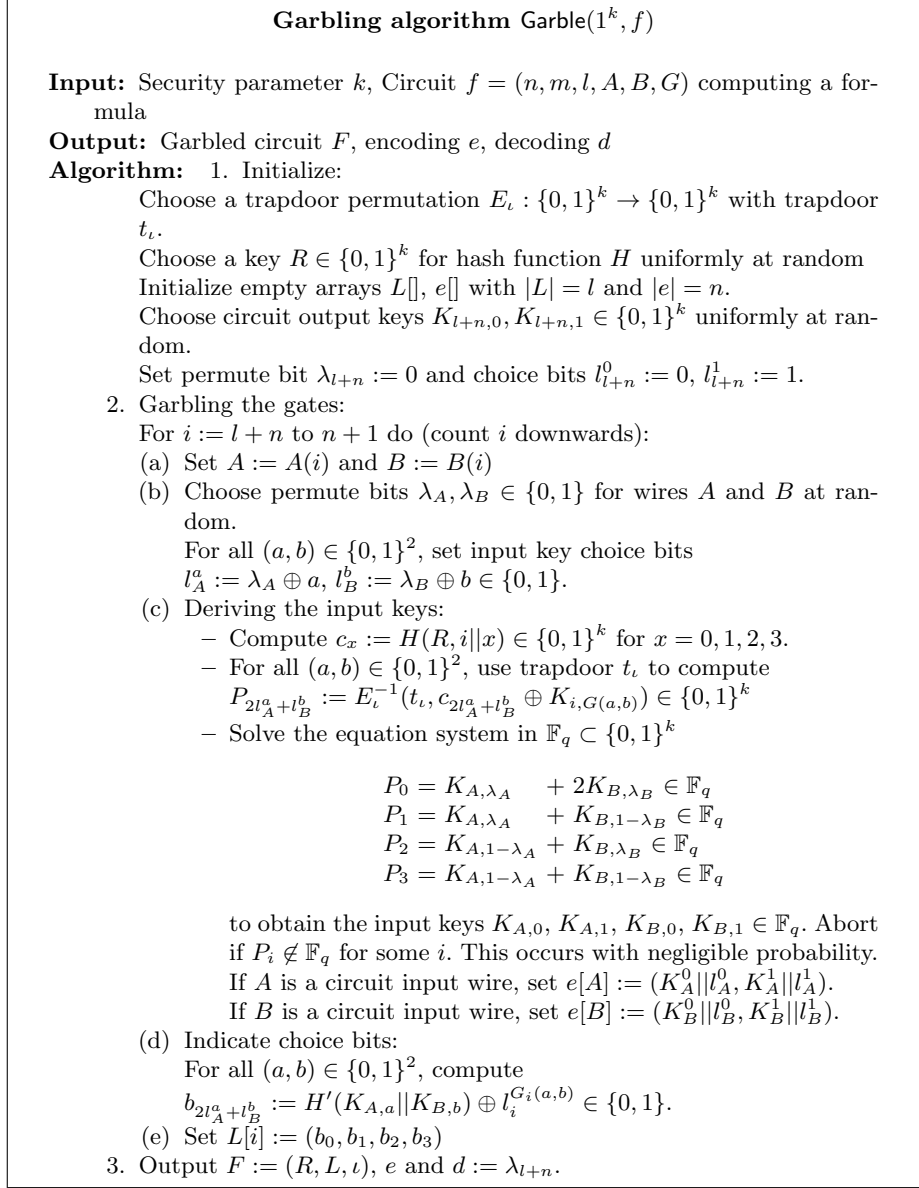 Garbling algorithm Garble(1^k, f)
Input: Security parameter k, Circuit f = (n, m, l, A, B, G) computing a for-
mula
Output: Garbled circuit F, encoding e, decoding d
Algorithm: 1. Initialize:
Choose a trapdoor permutation E_ι : {0, 1}^k → {0, 1}^k with trapdoor
t_ι.
Choose a key R ∈ {0, 1}^k for hash function H uniformly at random
Initialize empty arrays L[], e[] with |L| = l and |e| = n.
Choose circuit output keys K_{l+n,0}, K_{l+n,1} ∈ {0, 1}^k uniformly at ran-
dom.
Set permute bit λ_{l+n} := 0 and choice bits l^0_{l+n} := 0, l^1_{l+n} := 1.
2. Garbling the gates:
For i := l + n to n + 1 do (count i downwards):
(a) Set A := A(i) and B := B(i)
(b) Choose permute bits λ_A, λ_B ∈ {0, 1} for wires A and B at ran-
dom.
For all (a, b) ∈ {0, 1}^2, set input key choice bits
l^a_A := λ_A ⊕ a, l^b_B := λ_B ⊕ b ∈ {0, 1}.
(c) Deriving the input keys:
– Compute c_x := H(R, i||x) ∈ {0, 1}^k for x = 0, 1, 2, 3.
– For all (a, b) ∈ {0, 1}^2, use trapdoor t_ι to compute
P_{2l^a_A+l^b_B} := E_ι^{-1}(t_ι, c_{2l^a_A+l^b_B} ⊕ K_{i,G(a,b)}) ∈ {0, 1}^k
– Solve the equation system in 𝔽_q ⊂ {0, 1}^k
P_0 = K_{A,λ_A} + 2K_{B,λ_B} ∈ 𝔽_q
P_1 = K_{A,λ_A} + K_{B,1−λ_B} ∈ 𝔽_q
P_2 = K_{A,1−λ_A} + K_{B,λ_B} ∈ 𝔽_q
P_3 = K_{A,1−λ_A} + K_{B,1−λ_B} ∈ 𝔽_q
to obtain the input keys K_{A,0}, K_{A,1}, K_{B,0}, K_{B,1} ∈ 𝔽_q. Abort
if P_i ∉ 𝔽_q for some i. This occurs with negligible probability.
If A is a circuit input wire, set e[A] := (K^0_A||l^0_A, K^1_A||l^1_A).
If B is a circuit input wire, set e[B] := (K^0_B||l^0_B, K^1_B||l^1_B).
(d) Indicate choice bits:
For all (a, b) ∈ {0, 1}^2, compute
b_{2l^a_A+l^b_B} := H′(K_{A,a}||K_{B,b}) ⊕ l_i^{G_i(a,b)} ∈ {0, 1}.
(e) Set L[i] := (b_0, b_1, b_2, b_3)
3. Output F := (R, L, ι), e and d := λ_{l+n}.